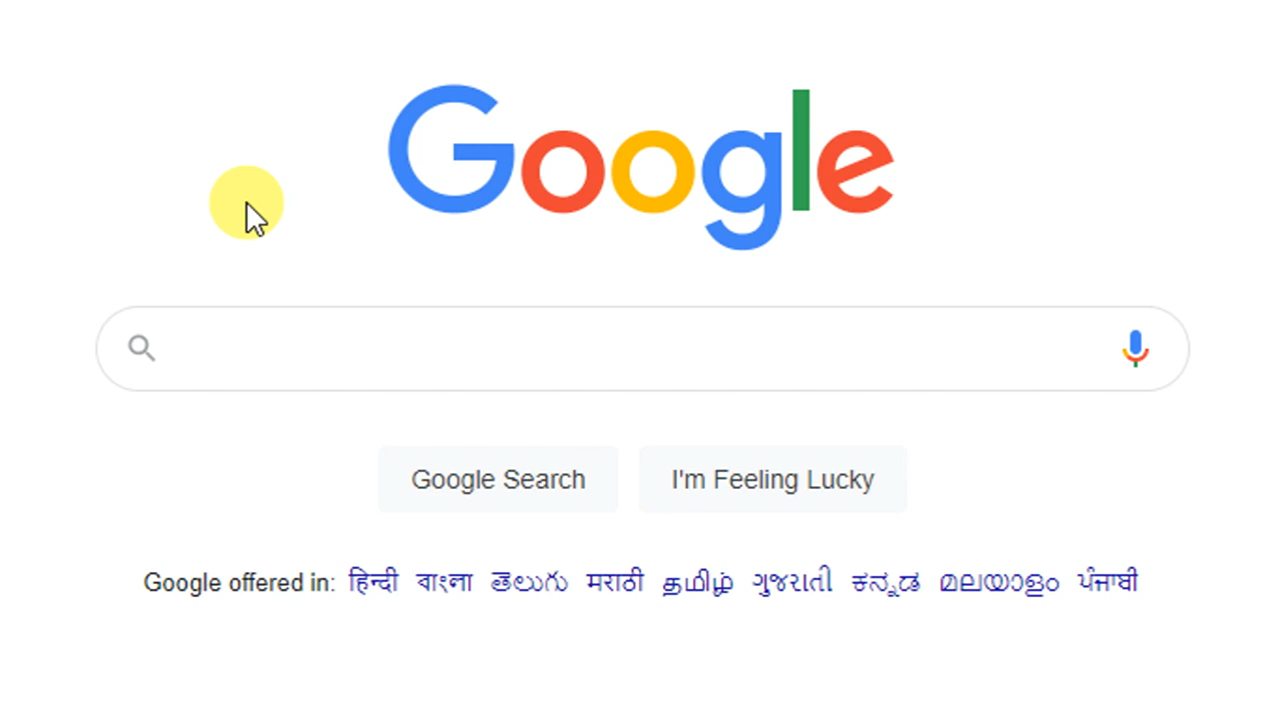 Google
Google Search
I'm Feeling Lucky
Google offered in: हिन्दी বাংলা తెలుగు मराठी தமிழ் ગુજરાતી ಕನ್ನಡ മലയാളം ਪੰਜਾਬੀ